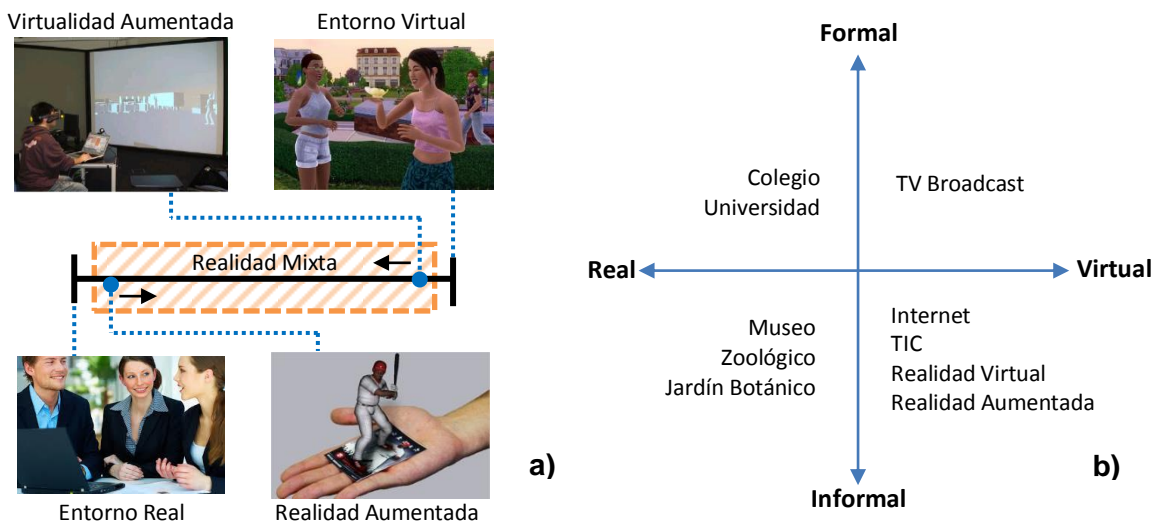 Virtualidad Aumentada
Entorno Virtual
Realidad Mixta
Entorno Real
Realidad Aumentada
a)
Formal
Colegio
Universidad
TV Broadcast
Real
Virtual
Museo
Zoológico
Jardín Botánico
Internet
TIC
Realidad Virtual
Realidad Aumentada
Informal
b)